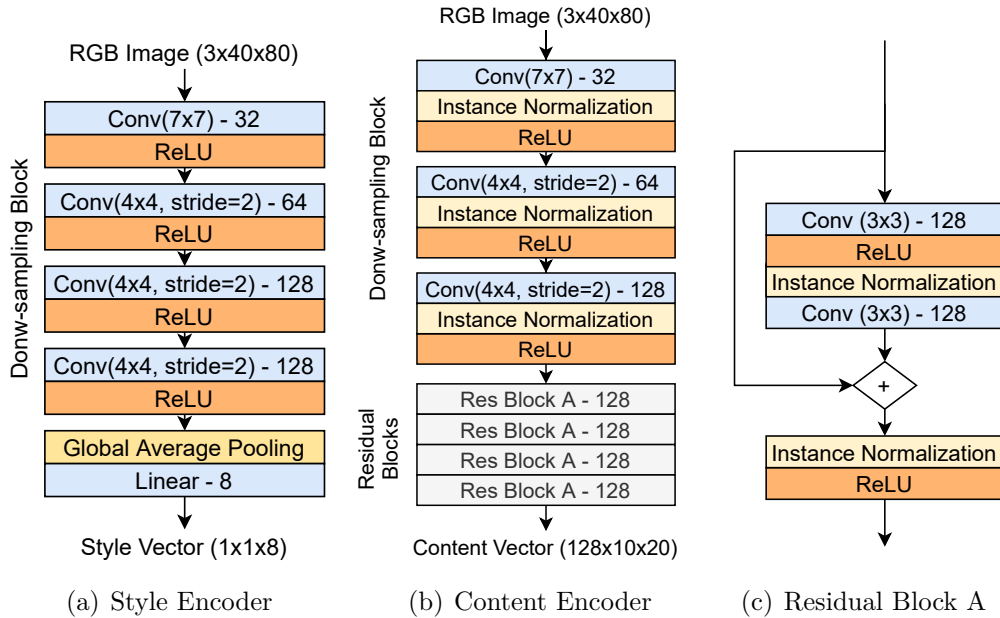 RGB Image (3x40x80)
Donw-sampling Block
Conv(7x7) - 32
ReLU
Conv(4x4, stride=2) - 64
ReLU
Conv(4x4, stride=2) - 128
ReLU
Conv(4x4, stride=2) - 128
ReLU
Global Average Pooling
Linear - 8
Style Vector (1x1x8)
(a) Style Encoder
RGB Image (3x40x80)
Donw-sampling Block
Conv(7x7) - 32
Instance Normalization
ReLU
Conv(4x4, stride=2) - 64
Instance Normalization
ReLU
Conv(4x4, stride=2) - 128
Instance Normalization
ReLU
Residual
Blocks
Res Block A - 128
Res Block A - 128
Res Block A - 128
Res Block A - 128
Content Vector (128x10x20)
(b) Content Encoder
Conv (3x3) - 128
ReLU
Instance Normalization
Conv (3x3) - 128
+
Instance Normalization
ReLU
(c) Residual Block A